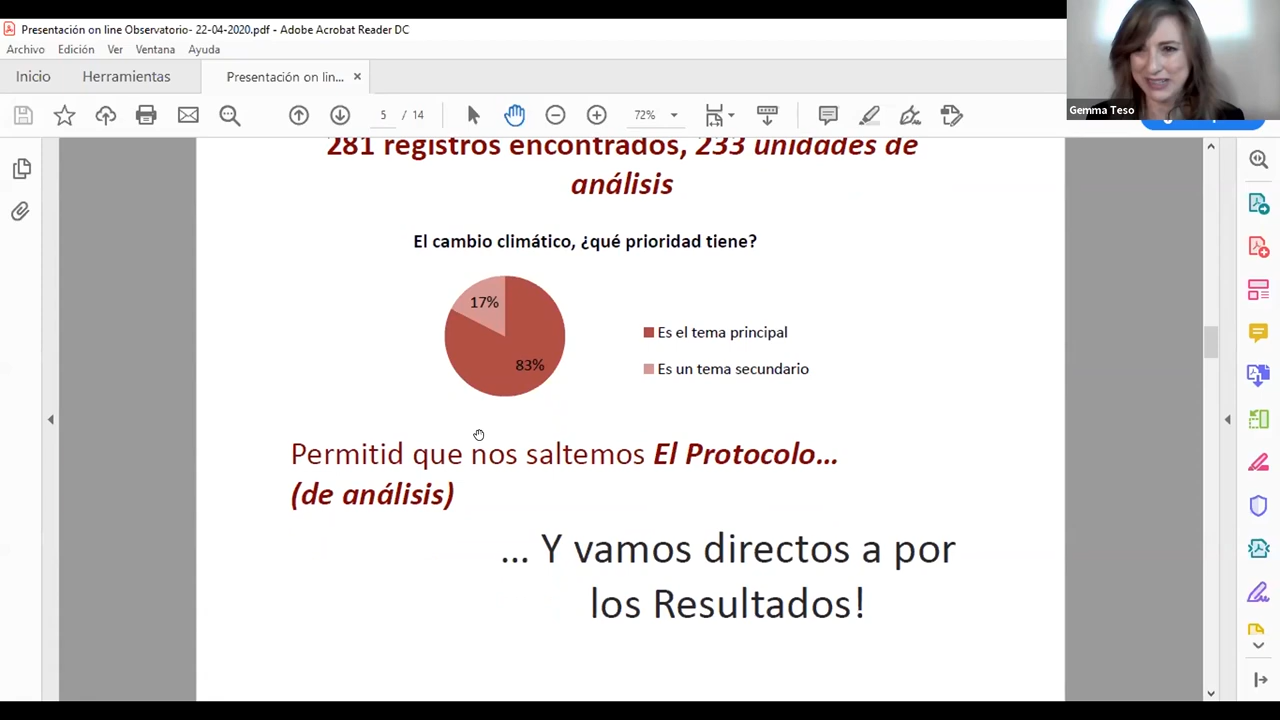 Presentación on line Observatorio- 22-04-2020.pdf - Adobe Acrobat Reader DC
Archivo Edición Ver Ventana Ayuda
Inicio Herramientas Presentación on lin... ×
5 / 14 72%
Gemma Teso
281 registros encontrados, 233 unidades de
análisis
El cambio climático, ¿qué prioridad tiene?
17%
83%
Es el tema principal
Es un tema secundario
Permitid que nos saltemos El Protocolo...
(de análisis)
... Y vamos directos a por
los Resultados!